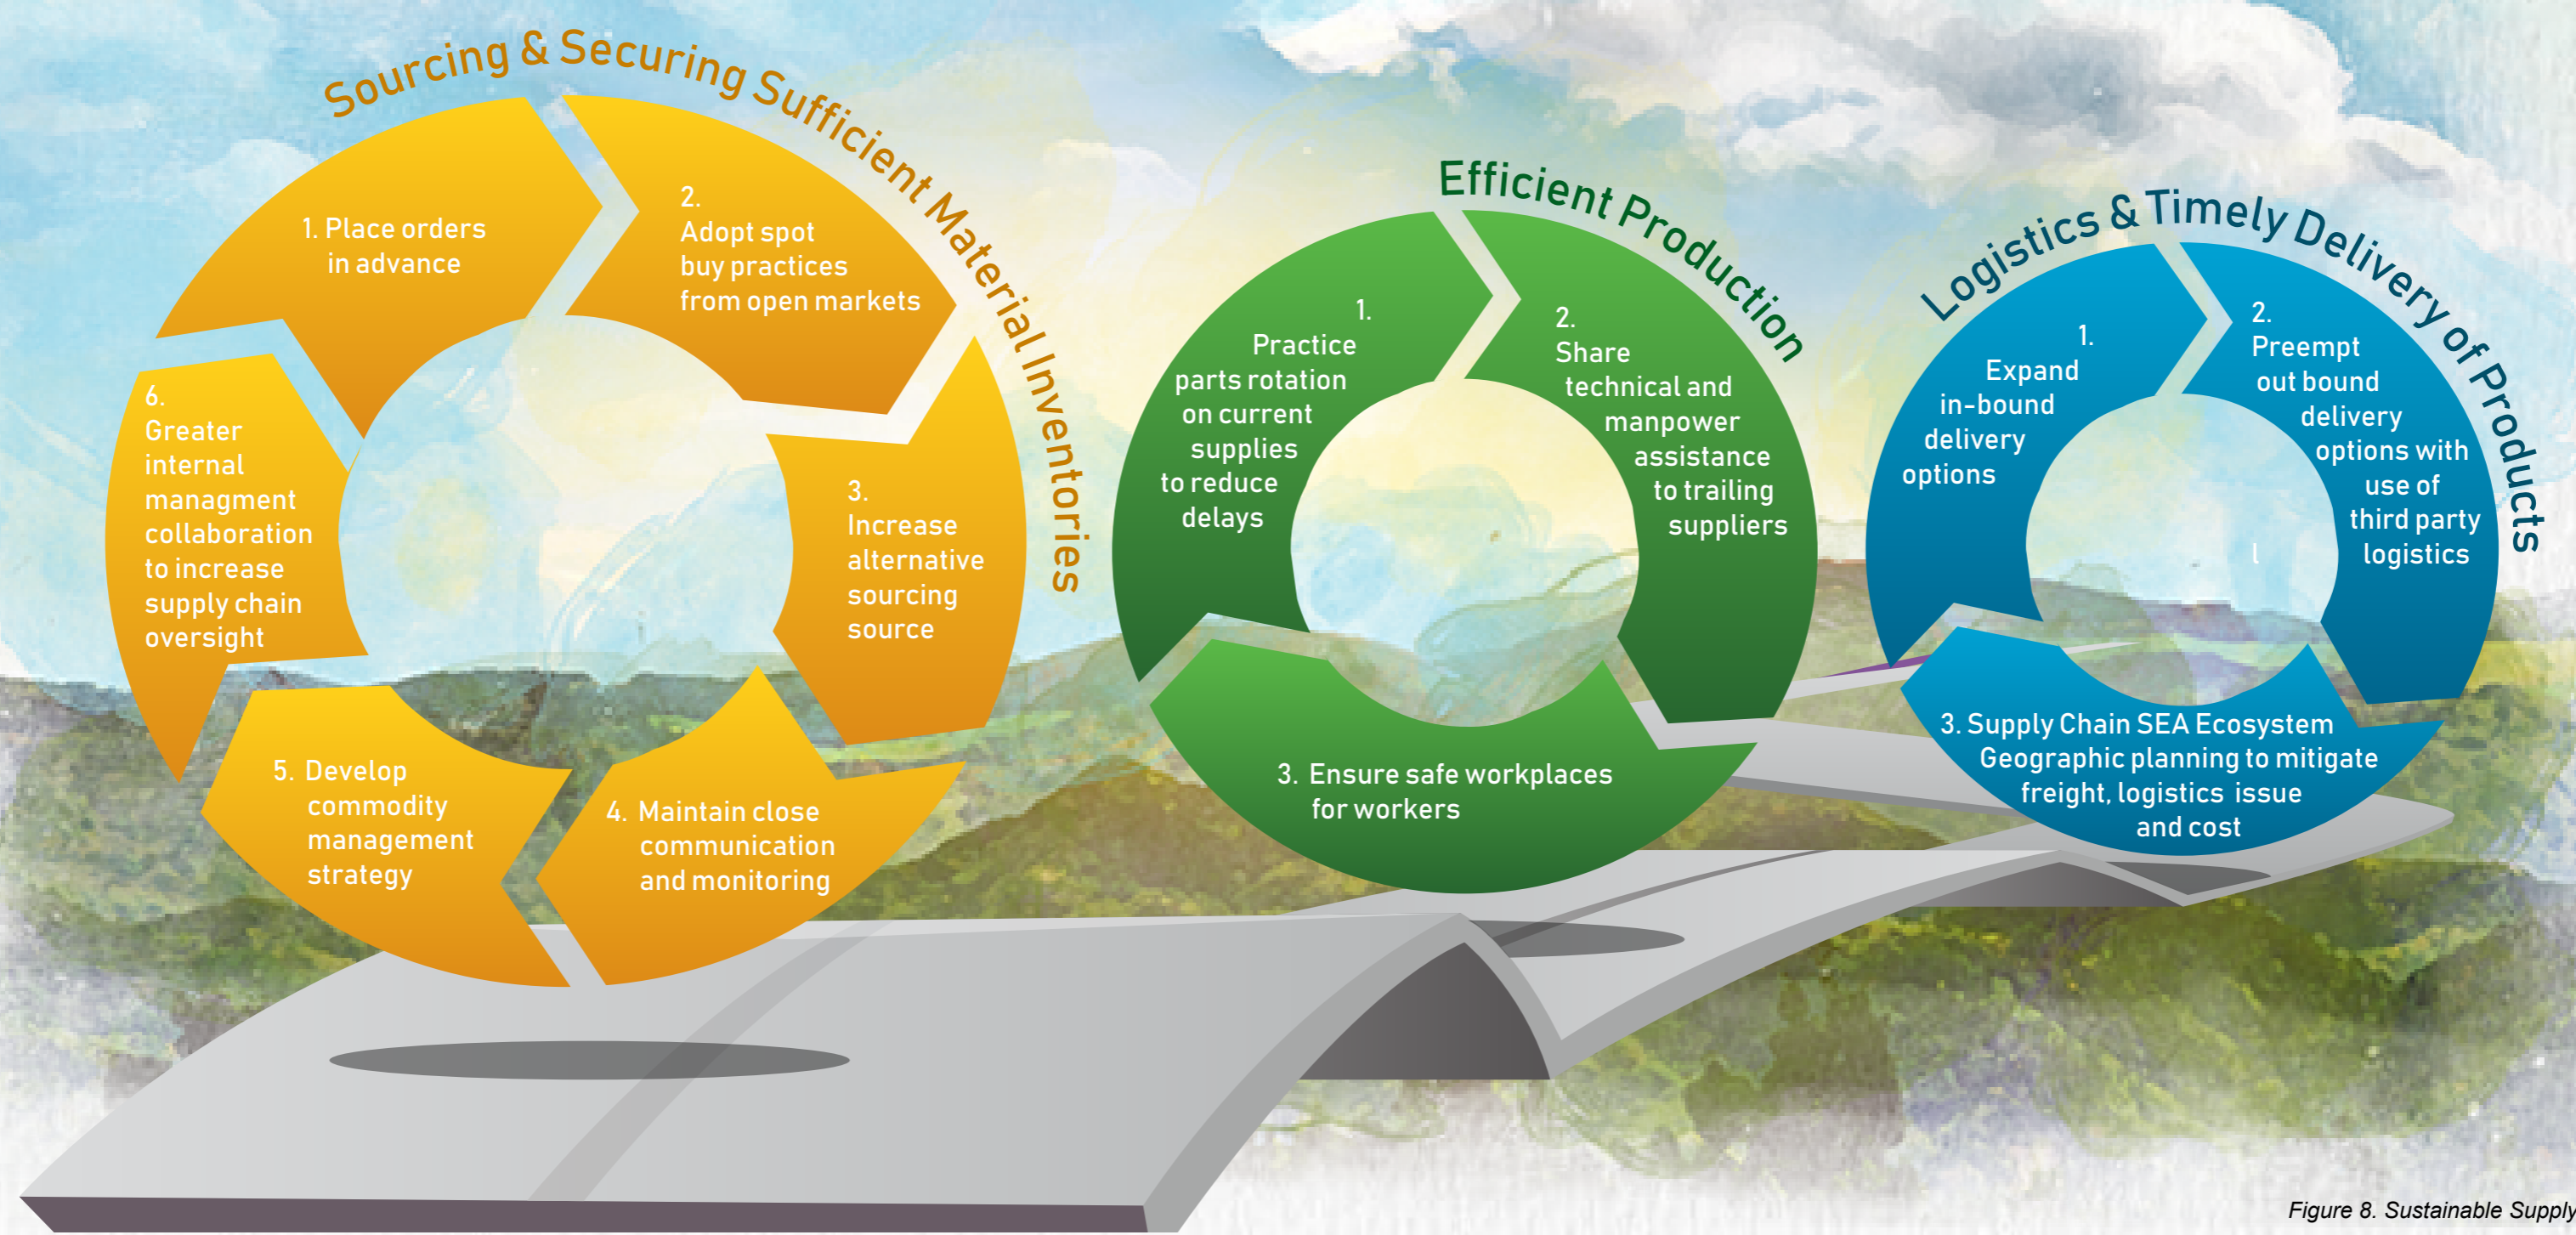 Sourcing & Securing Sufficient Material Inventories
1. Place orders
in advance
2.
Adopt spot
buy practices
from open markets
3.
Increase
alternative
sourcing
source
4. Maintain close
communication
and monitoring
5. Develop
commodity
management
strategy
6.
Greater
internal
managment
collaboration
to increase
supply chain
oversight
Efficient Production
1.
Practice
parts rotation
on current
supplies
to reduce
delays
2.
Share
technical and
manpower
assistance
to trailing
suppliers
3. Ensure safe workplaces
for workers
Logistics & Timely Delivery of Products
1.
Expand
in-bound
delivery
options
2.
Preempt
out bound
delivery
options with
use of
third party
logistics
l
3. Supply Chain SEA Ecosystem
Geographic planning to mitigate
freight, logistics issue
and cost
Figure 8. Sustainable Supply